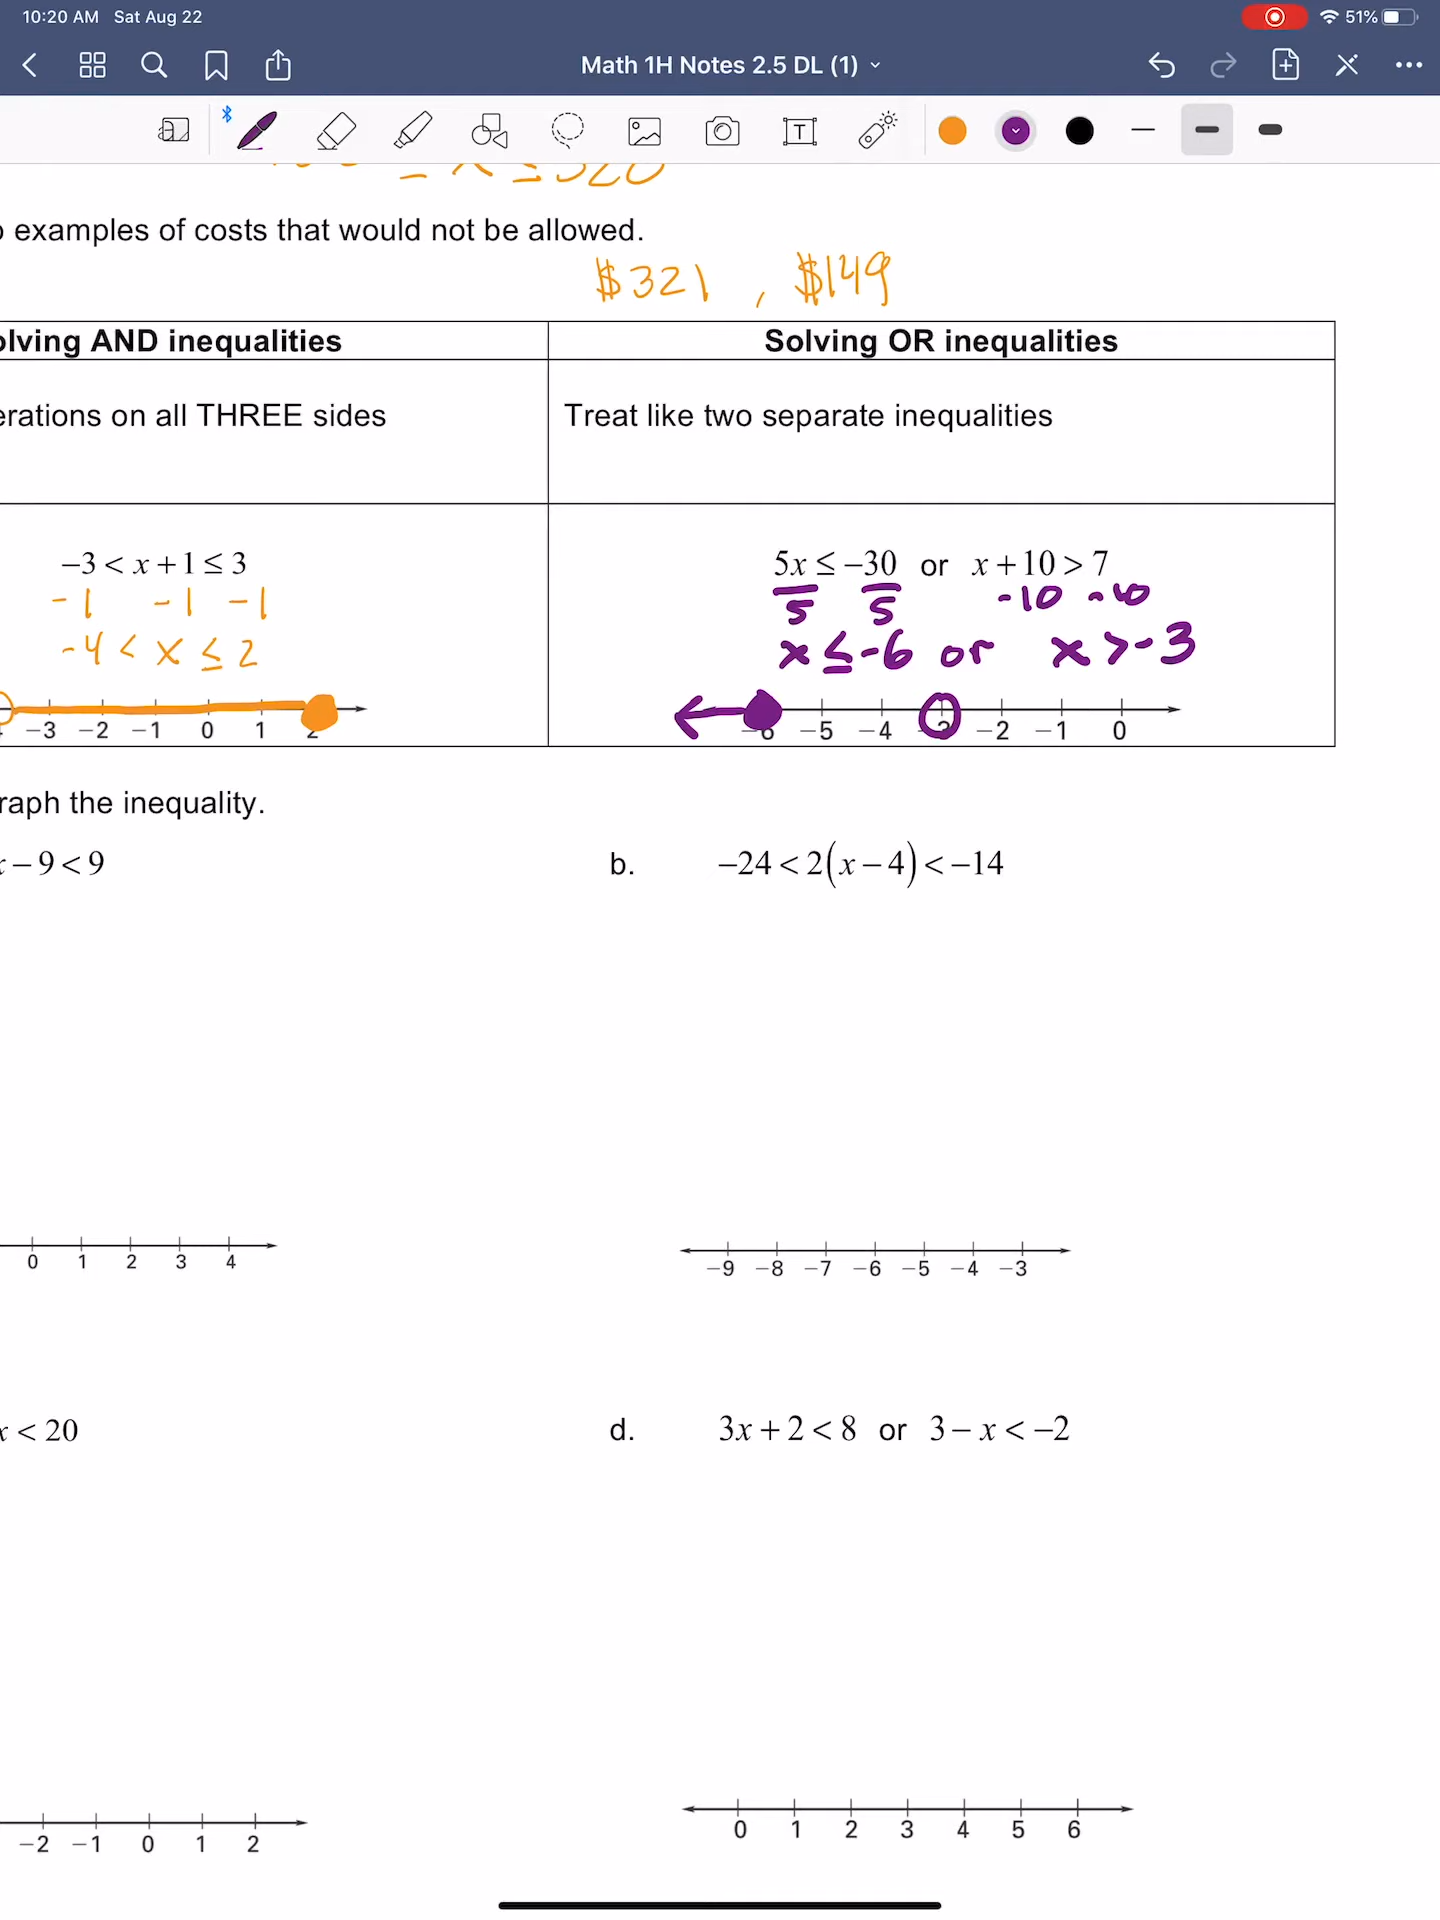 10:20 AM Sat Aug 22
51%
Math 1H Notes 2.5 DL (1)
≤ x ≤ 320
examples of costs that would not be allowed.
$321 , $149
olving AND inequalities
Solving OR inequalities
erations on all THREE sides
Treat like two separate inequalities
−3 < x + 1 ≤ 3
-1 -1 -1
-4 < x ≤ 2
−3 −2 −1 0 1 2
5x ≤ −30 or x + 10 > 7
5 5 -10 -10
x ≤ -6 or x > -3
−6 −5 −4 −3 −2 −1 0
raph the inequality.
x − 9 < 9
b. −24 < 2(x − 4) < −14
0 1 2 3 4
−9 −8 −7 −6 −5 −4 −3
x < 20
d. 3x + 2 < 8 or 3 − x < −2
−2 −1 0 1 2
0 1 2 3 4 5 6